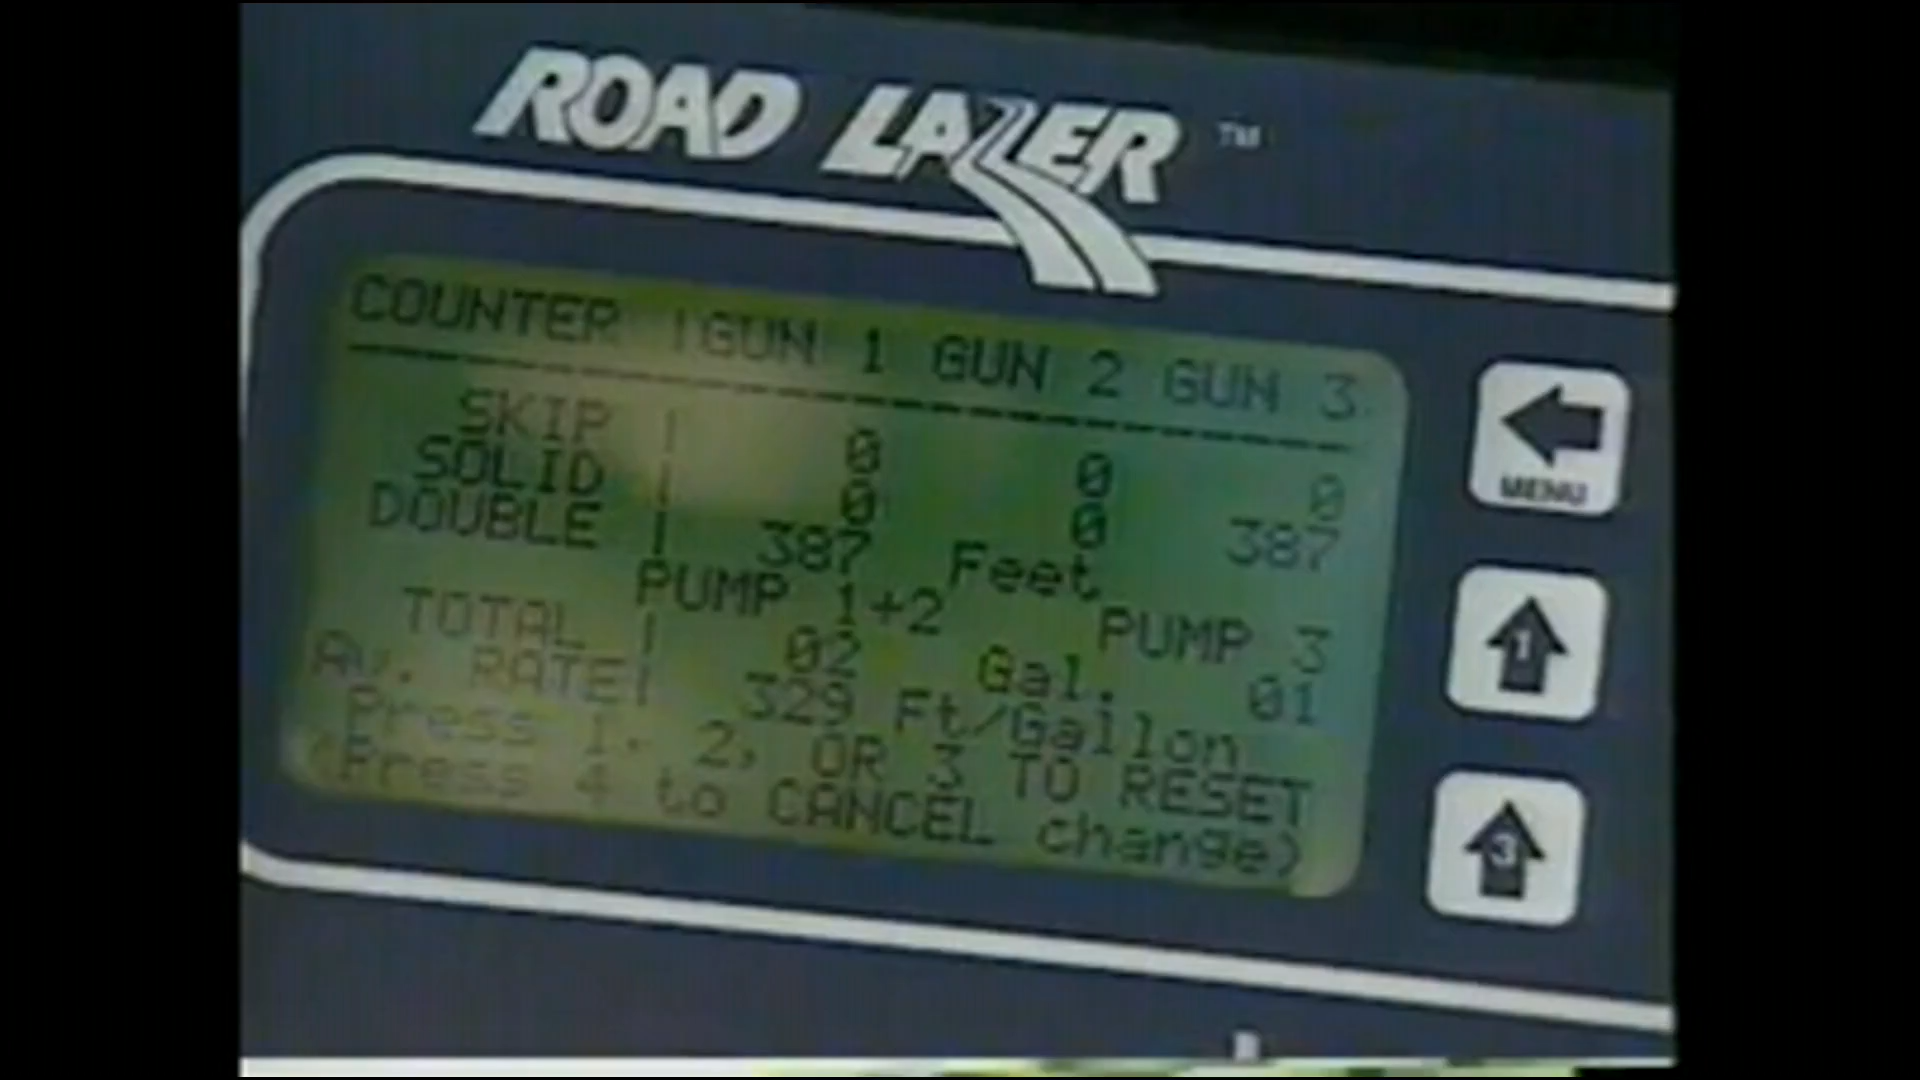 ROAD LAZER ™
COUNTER | GUN 1 GUN 2 GUN 3
SKIP | 0 0 0
SOLID | 0 0 387
DOUBLE | 387 Feet
PUMP 1+2 PUMP 3
TOTAL | 02 Gal. 01
Av. RATE| 329 Ft/Gallon
Press 1, 2, OR 3 TO RESET
(Press 4 to CANCEL change)
MENU
1
3